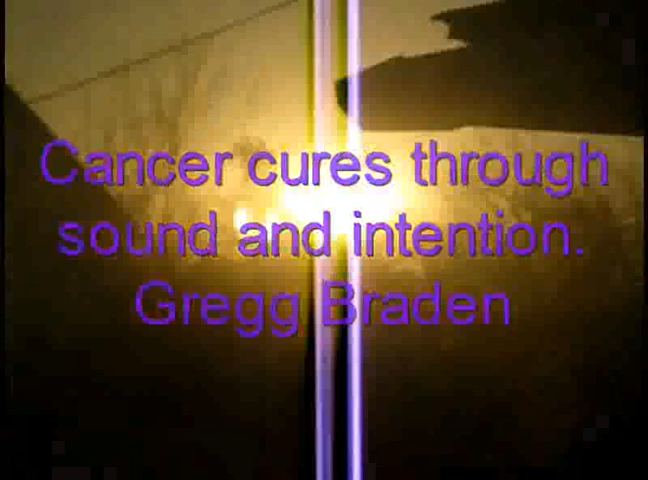 Cancer cures through
sound and intention.
Gregg Braden